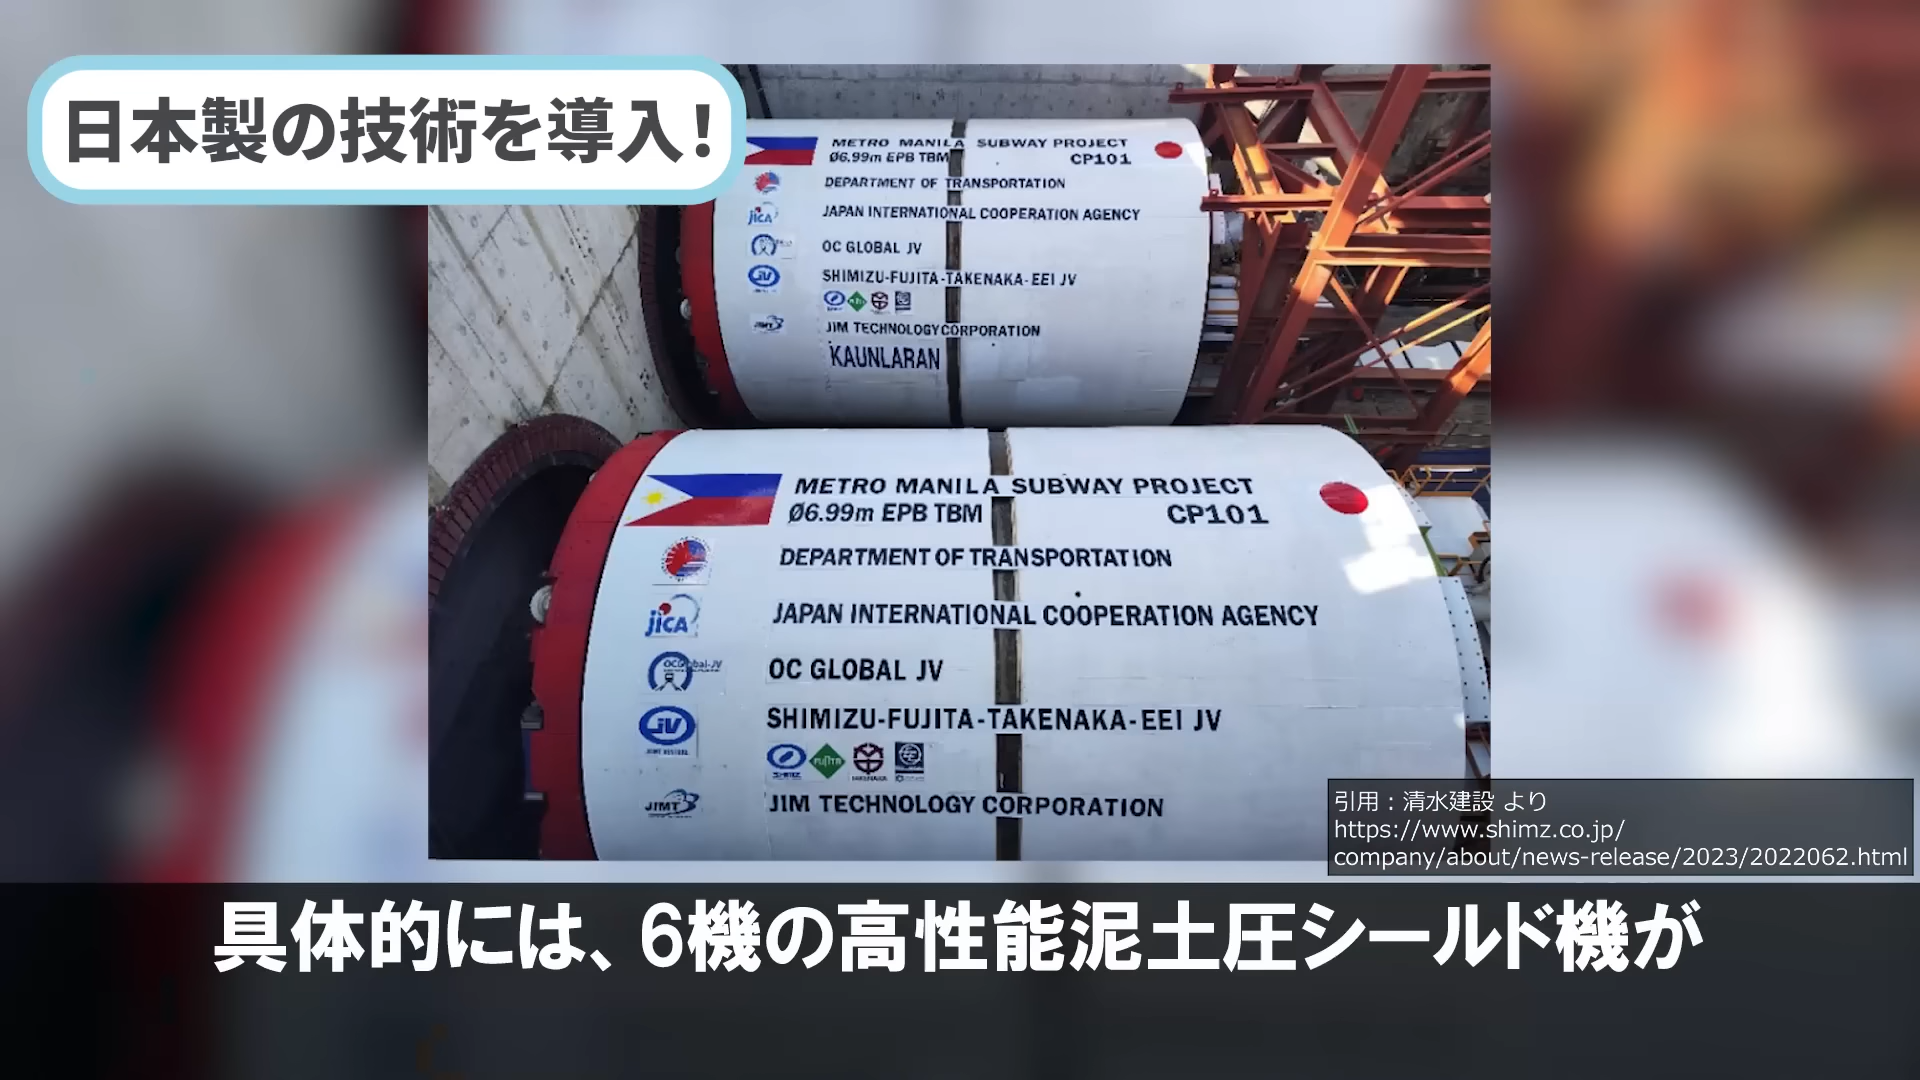 日本製の技術を導入!
METRO MANILA SUBWAY PROJECT
Ø6.99m EPB TBM CP101
DEPARTMENT OF TRANSPORTATION
JICA JAPAN INTERNATIONAL COOPERATION AGENCY
OC GLOBAL JV
SHIMIZU-FUJITA-TAKENAKA-EEI JV
JIMT JIM TECHNOLOGY CORPORATION
KAUNLARAN
METRO MANILA SUBWAY PROJECT
Ø6.99m EPB TBM CP101
DEPARTMENT OF TRANSPORTATION
JICA JAPAN INTERNATIONAL COOPERATION AGENCY
OC GLOBAL JV
JV SHIMIZU-FUJITA-TAKENAKA-EEI JV
SHIMZ FUJITA TAKENAKA
JIMT JIM TECHNOLOGY CORPORATION
引用：清水建設 より
https://www.shimz.co.jp/
company/about/news-release/2023/2022062.html
具体的には、6機の高性能泥土圧シールド機が